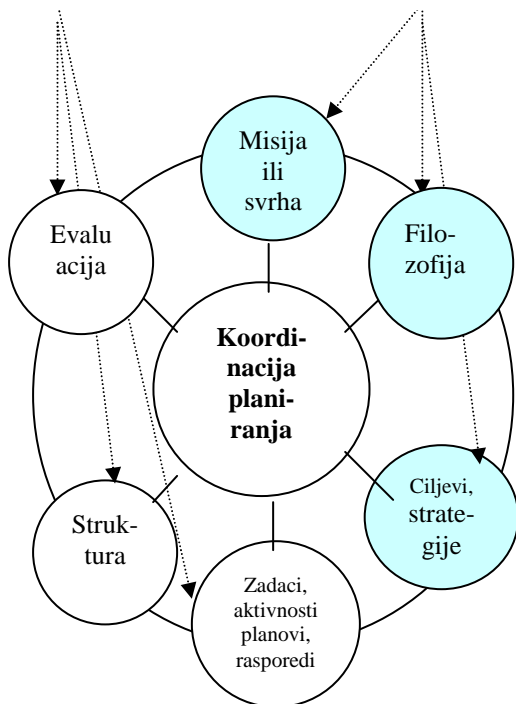 Misija
ili
svrha
Evalu
acija
Filo-
zofija
Koordi-
nacija
plani-
ranja
Ciljevi,
strate-
gije
Struk-
tura
Zadaci,
aktivnosti
planovi,
rasporedi